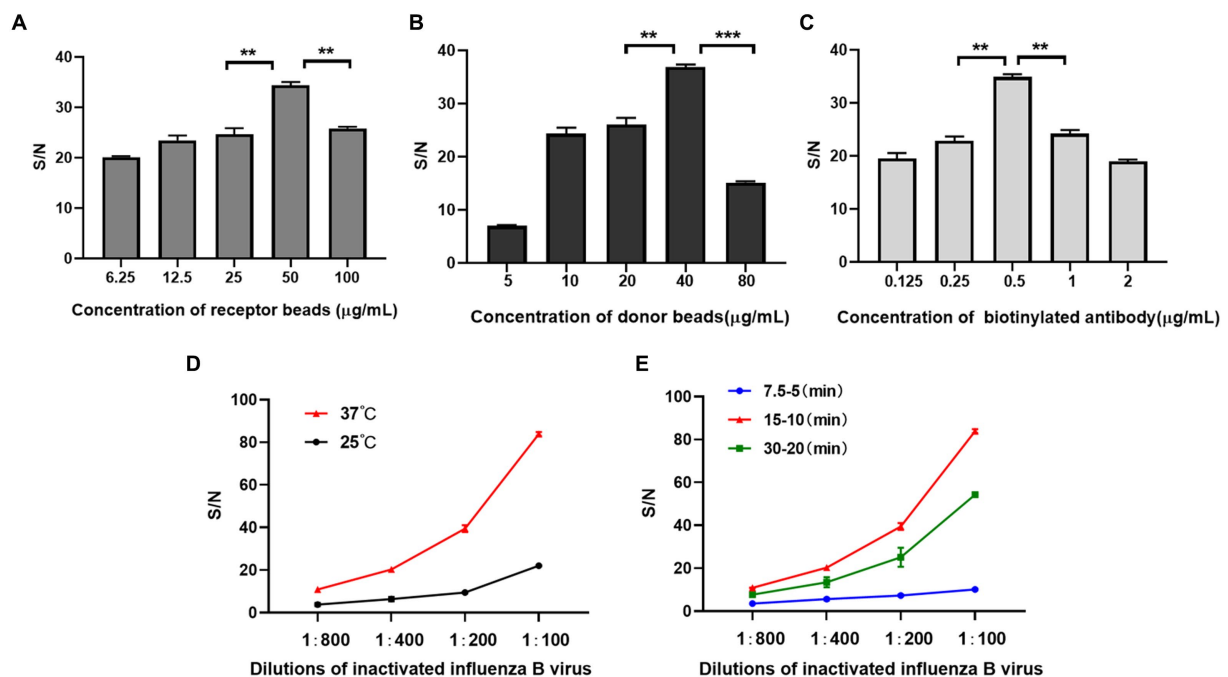 A
B
C
**
**
40
30
20
10
0
S/N
6.25 12.5 25 50 100
Concentration of receptor beads (μg/mL)
**
***
40
30
20
10
0
S/N
5 10 20 40 80
Concentration of donor beads(μg/mL)
**
**
40
30
20
10
0
S/N
0.125 0.25 0.5 1 2
Concentration of biotinylated antibody(μg/mL)
D
37℃
25℃
100
80
60
40
20
0
S/N
1:800 1:400 1:200 1:100
Dilutions of inactivated influenza B virus
E
7.5-5(min)
15-10(min)
30-20(min)
100
80
60
40
20
0
S/N
1:800 1:400 1:200 1:100
Dilutions of inactivated influenza B virus